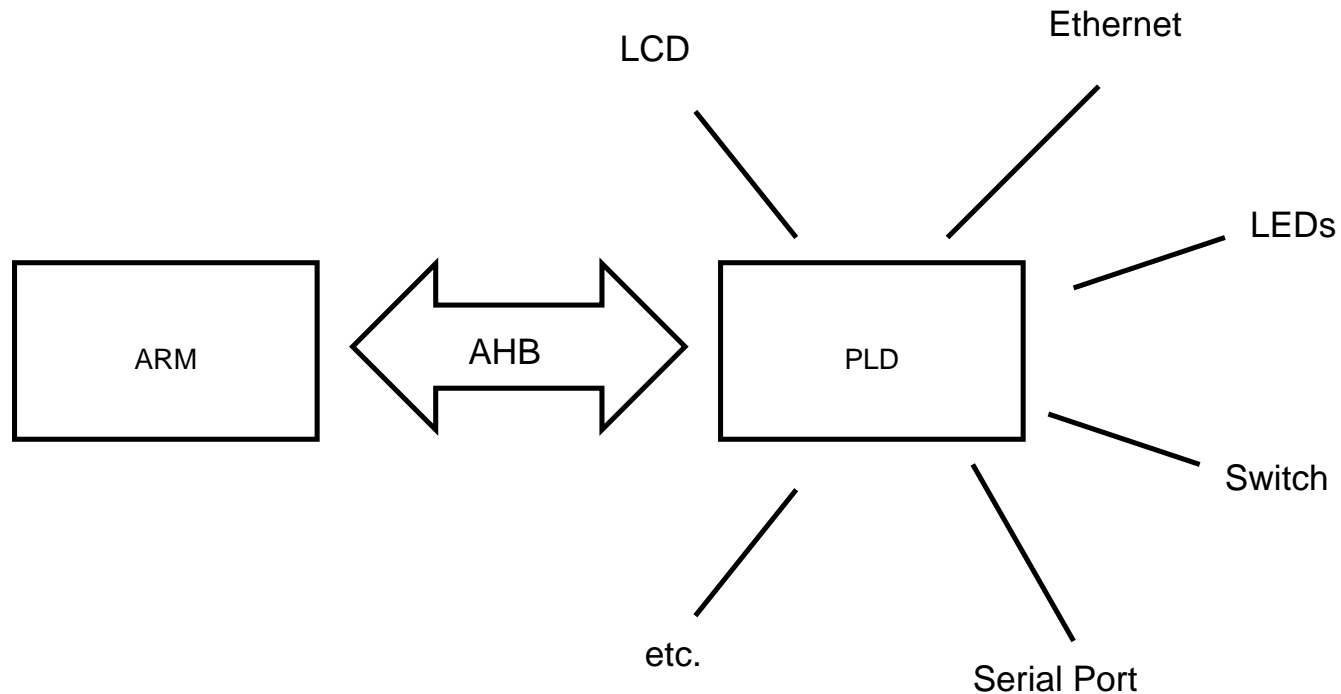 Ethernet
LCD
LEDs
ARM
AHB
PLD
Switch
etc.
Serial Port